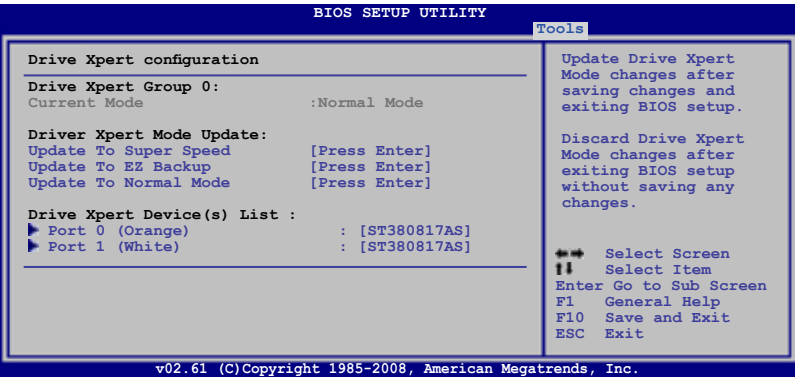 BIOS SETUP UTILITY
Tools
Drive Xpert configuration
Drive Xpert Group 0:
Current Mode :Normal Mode
Driver Xpert Mode Update:
Update To Super Speed [Press Enter]
Update To EZ Backup [Press Enter]
Update To Normal Mode [Press Enter]
Drive Xpert Device(s) List :
Port 0 (Orange) : [ST380817AS]
Port 1 (White) : [ST380817AS]
Update Drive Xpert
Mode changes after
saving changes and
exiting BIOS setup.
Discard Drive Xpert
Mode changes after
exiting BIOS setup
without saving any
changes.
Select Screen
Select Item
Enter Go to Sub Screen
F1 General Help
F10 Save and Exit
ESC Exit
v02.61 (C)Copyright 1985-2008, American Megatrends, Inc.